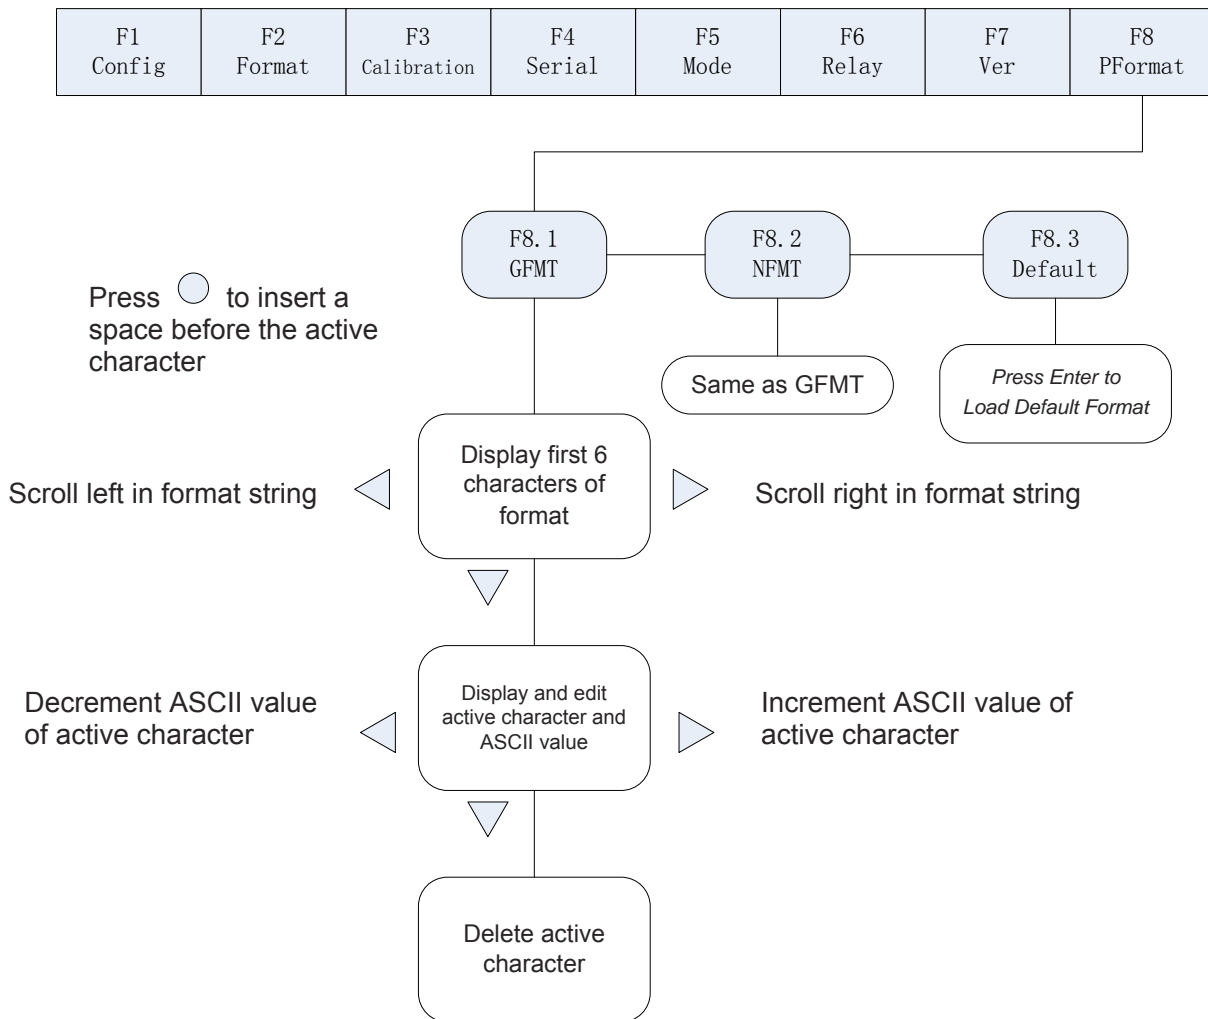 F1
Config
F2
Format
F3
Calibration
F4
Serial
F5
Mode
F6
Relay
F7
Ver
F8
PFormat
F8.1
GFMT
F8.2
NFMT
F8.3
Default
Press to insert a
space before the active
character
Same as GFMT
Press Enter to
Load Default Format
Scroll left in format string
Display first 6
characters of
format
Scroll right in format string
Decrement ASCII value
of active character
Display and edit
active character and
ASCII value
Increment ASCII value of
active character
Delete active
character